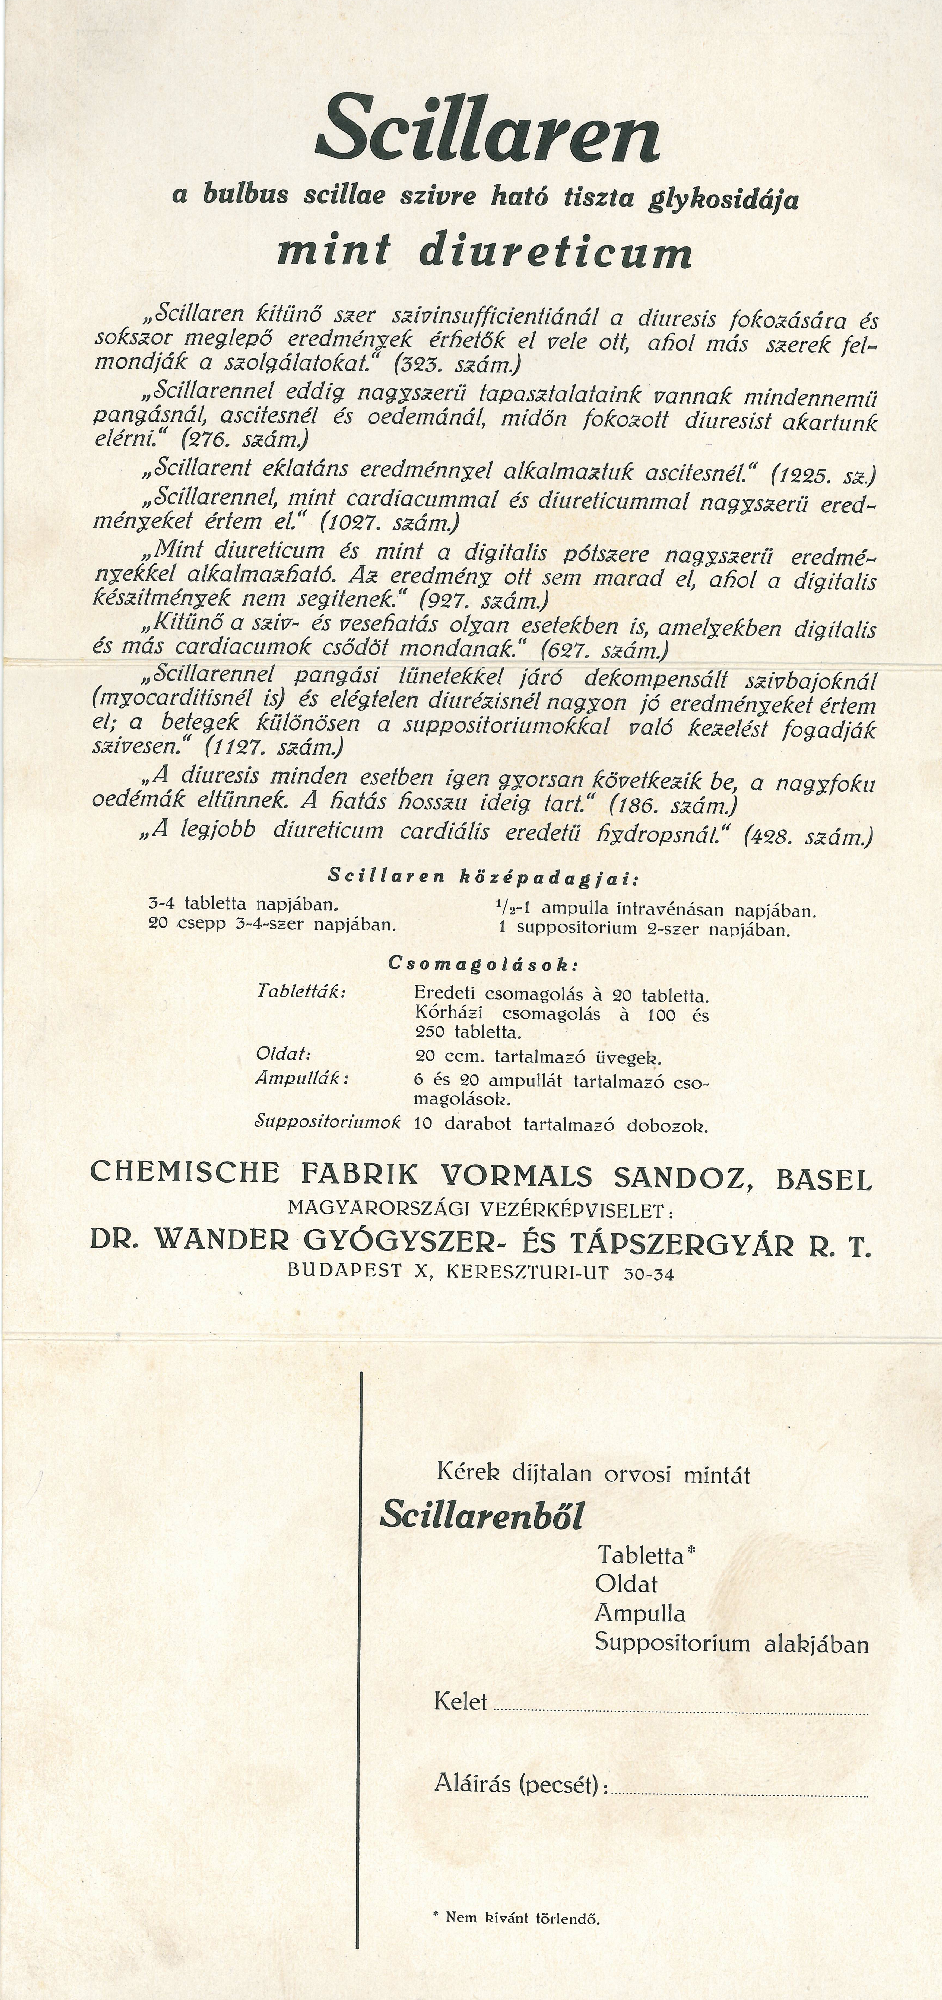 Scillaren
a bulbus scillae szivre ható tiszta glykosidája
mint diureticum
„Scillaren kitünő szer szivinsufficientiánál a diuresis fokozására és
sokszor meglepő eredmények érhetők el vele ott, ahol más szerek fel-
mondják a szolgálatokat.“ (323. szám.)
„Scillarennel eddig nagyszerü tapasztalataink vannak mindennemü
pangásnál, ascitesnél és oedemánál, midőn fokozott diuresist akartunk
elérni.“ (276. szám.)
„Scillarent eklatáns eredménnyel alkalmaztuk ascitesnél.“ (1225. sz.)
„Scillarennel, mint cardiacummal és diureticummal nagyszerü ered-
ményeket értem el.“ (1027. szám.)
„Mint diureticum és mint a digitalis pótszere nagyszerü eredmé-
nyekkel alkalmazható. Az eredmény ott sem marad el, ahol a digitalis
készitmények nem segitenek.“ (927. szám.)
„Kitünő a sziv- és vesehatás olyan esetekben is, amelyekben digitalis
és más cardiacumok csődöt mondanak.“ (627. szám.)
„Scillarennel pangási tünetekkel járó dekompensált szivbajoknál
(myocarditisnél is) és elégtelen diurézisnél nagyon jó eredményeket értem
el; a betegek különösen a suppositoriumokkal való kezelést fogadják
szivesen.“ (1127. szám.)
„A diuresis minden esetben igen gyorsan következik be, a nagyfoku
oedémák eltünnek. A hatás hosszu ideig tart.“ (186. szám.)
„A legjobb diureticum cardiális eredetü hydropsnál.“ (428. szám.)
Scillaren középadagjai:
3-4 tabletta napjában. 1/2-1 ampulla intravénásan napjában.
20 csepp 3-4-szer napjában. 1 suppositorium 2-szer napjában.
Csomagolások:
Tabletták: Eredeti csomagolás à 20 tabletta.
Kórházi csomagolás à 100 és
250 tabletta.
Oldat: 20 ccm. tartalmazó üvegek.
Ampullák: 6 és 20 ampullát tartalmazó cso-
magolások.
Suppositoriumok 10 darabot tartalmazó dobozok.
CHEMISCHE FABRIK VORMALS SANDOZ, BASEL
MAGYARORSZÁGI VEZÉRKÉPVISELET:
DR. WANDER GYÓGYSZER- ÉS TÁPSZERGYÁR R. T.
BUDAPEST X, KERESZTURI-UT 30-34
Kérek dijtalan orvosi mintát
Scillarenből
Tabletta*
Oldat
Ampulla
Suppositorium alakjában
Kelet
Aláirás (pecsét):
* Nem kívánt törlendő.